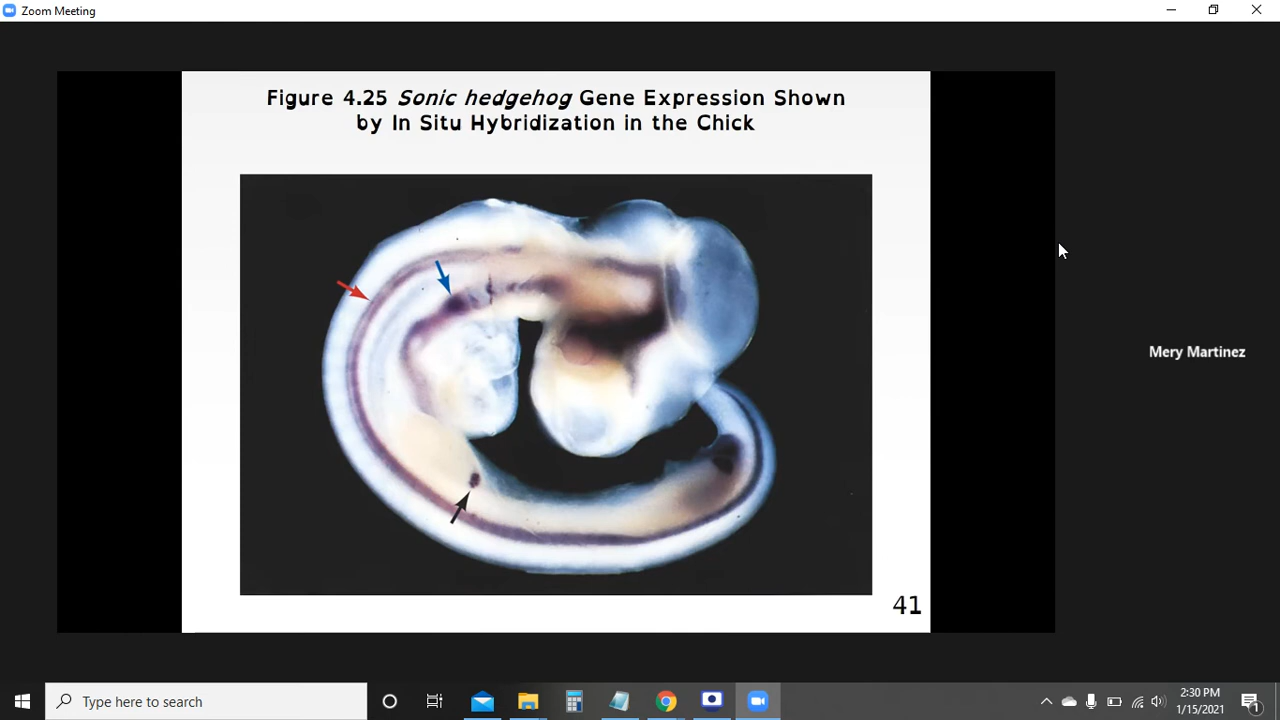 Zoom Meeting
Figure 4.25 Sonic hedgehog Gene Expression Shown
by In Situ Hybridization in the Chick
Mery Martinez
41
Type here to search
2:30 PM
1/15/2021
1